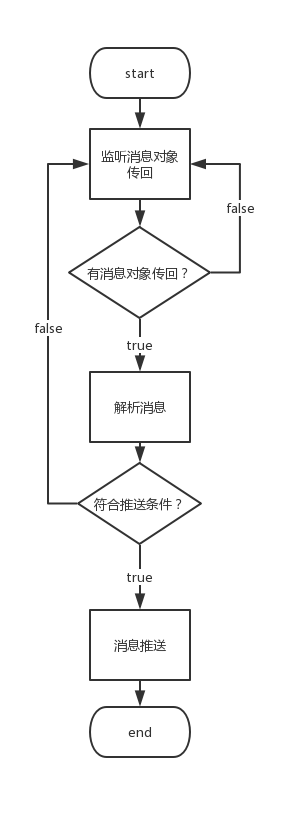 start
监听消息对象
传回
false
有消息对象传回？
false
true
解析消息
符合推送条件？
true
消息推送
end